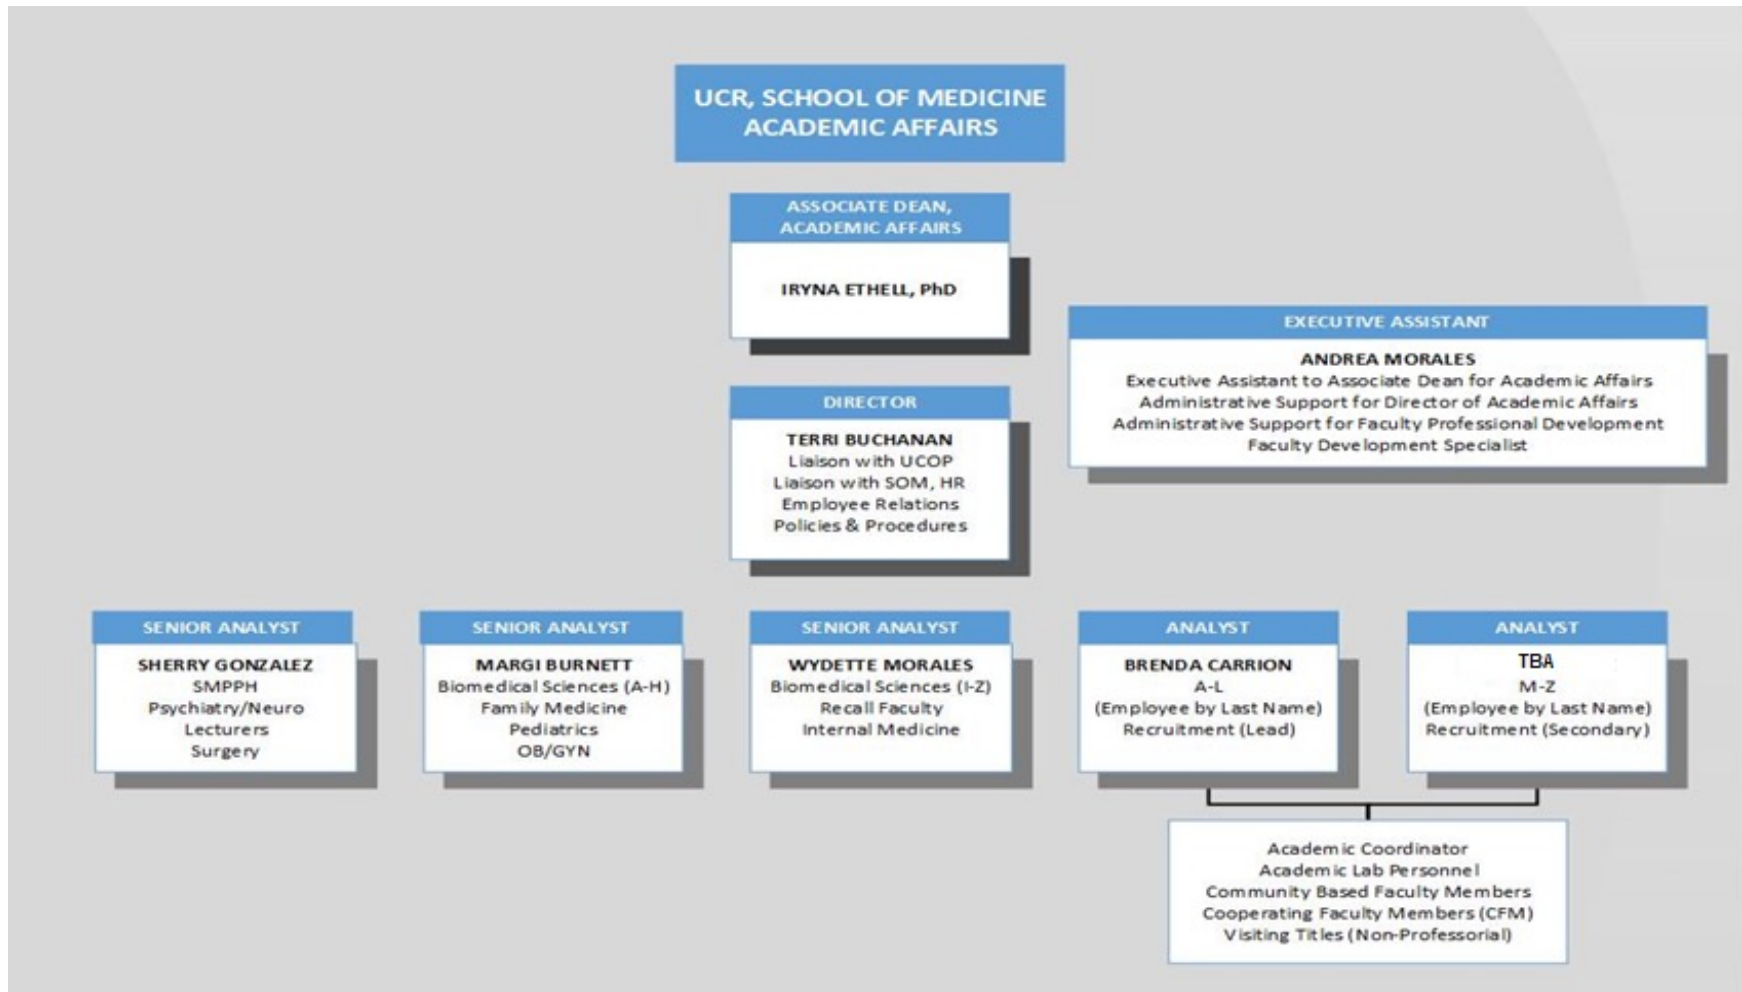 UCR, SCHOOL OF MEDICINE
ACADEMIC AFFAIRS
ASSOCIATE DEAN,
ACADEMIC AFFAIRS
IRYNA ETHELL, PhD
EXECUTIVE ASSISTANT
ANDREA MORALES
Executive Assistant to Associate Dean for Academic Affairs
Administrative Support for Director of Academic Affairs
Administrative Support for Faculty Professional Development
Faculty Development Specialist
DIRECTOR
TERRI BUCHANAN
Liaison with UCOP
Liaison with SOM, HR
Employee Relations
Policies & Procedures
SENIOR ANALYST
SHERRY GONZALEZ
SMPPH
Psychiatry/Neuro
Lecturers
Surgery
SENIOR ANALYST
MARGI BURNETT
Biomedical Sciences (A-H)
Family Medicine
Pediatrics
OB/GYN
SENIOR ANALYST
WYDETTE MORALES
Biomedical Sciences (I-Z)
Recall Faculty
Internal Medicine
ANALYST
BRENDA CARRION
A-L
(Employee by Last Name)
Recruitment (Lead)
ANALYST
TBA
M-Z
(Employee by Last Name)
Recruitment (Secondary)
Academic Coordinator
Academic Lab Personnel
Community Based Faculty Members
Cooperating Faculty Members (CFM)
Visiting Titles (Non-Professorial)